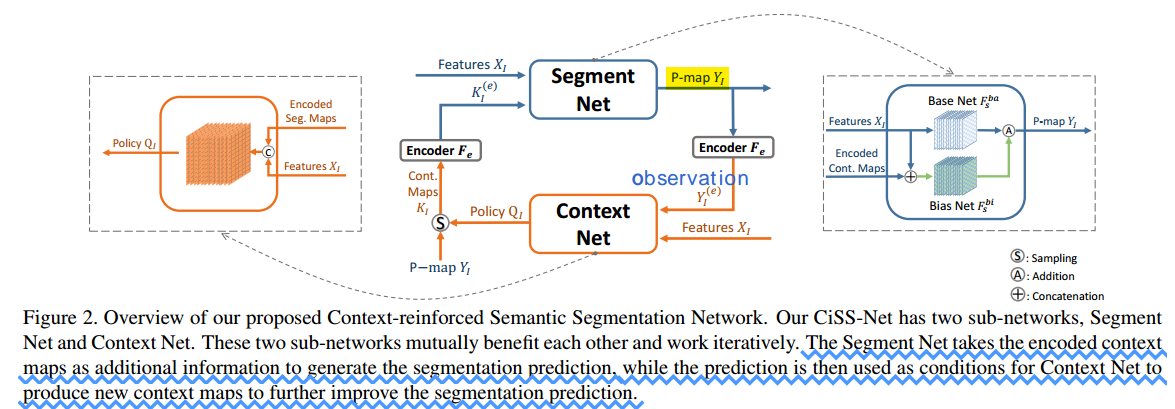 Features X_I
K_I^(e)
Segment
Net
P-map Y_I
Encoder F_e
Encoder F_e
observation
Cont.
Maps
K_I
Y_I^(e)
Policy Q_I
Context
Net
Features X_I
S
P−map Y_I
Encoded
Seg. Maps
Policy Q_I
C
Features X_I
Base Net F_s^ba
Features X_I
P-map Y_I
A
Encoded
Cont. Maps
+
Bias Net F_s^bi
S : Sampling
A : Addition
+ : Concatenation
Figure 2. Overview of our proposed Context-reinforced Semantic Segmentation Network. Our CiSS-Net has two sub-networks, Segment
Net and Context Net. These two sub-networks mutually benefit each other and work iteratively. The Segment Net takes the encoded context
maps as additional information to generate the segmentation prediction, while the prediction is then used as conditions for Context Net to
produce new context maps to further improve the segmentation prediction.